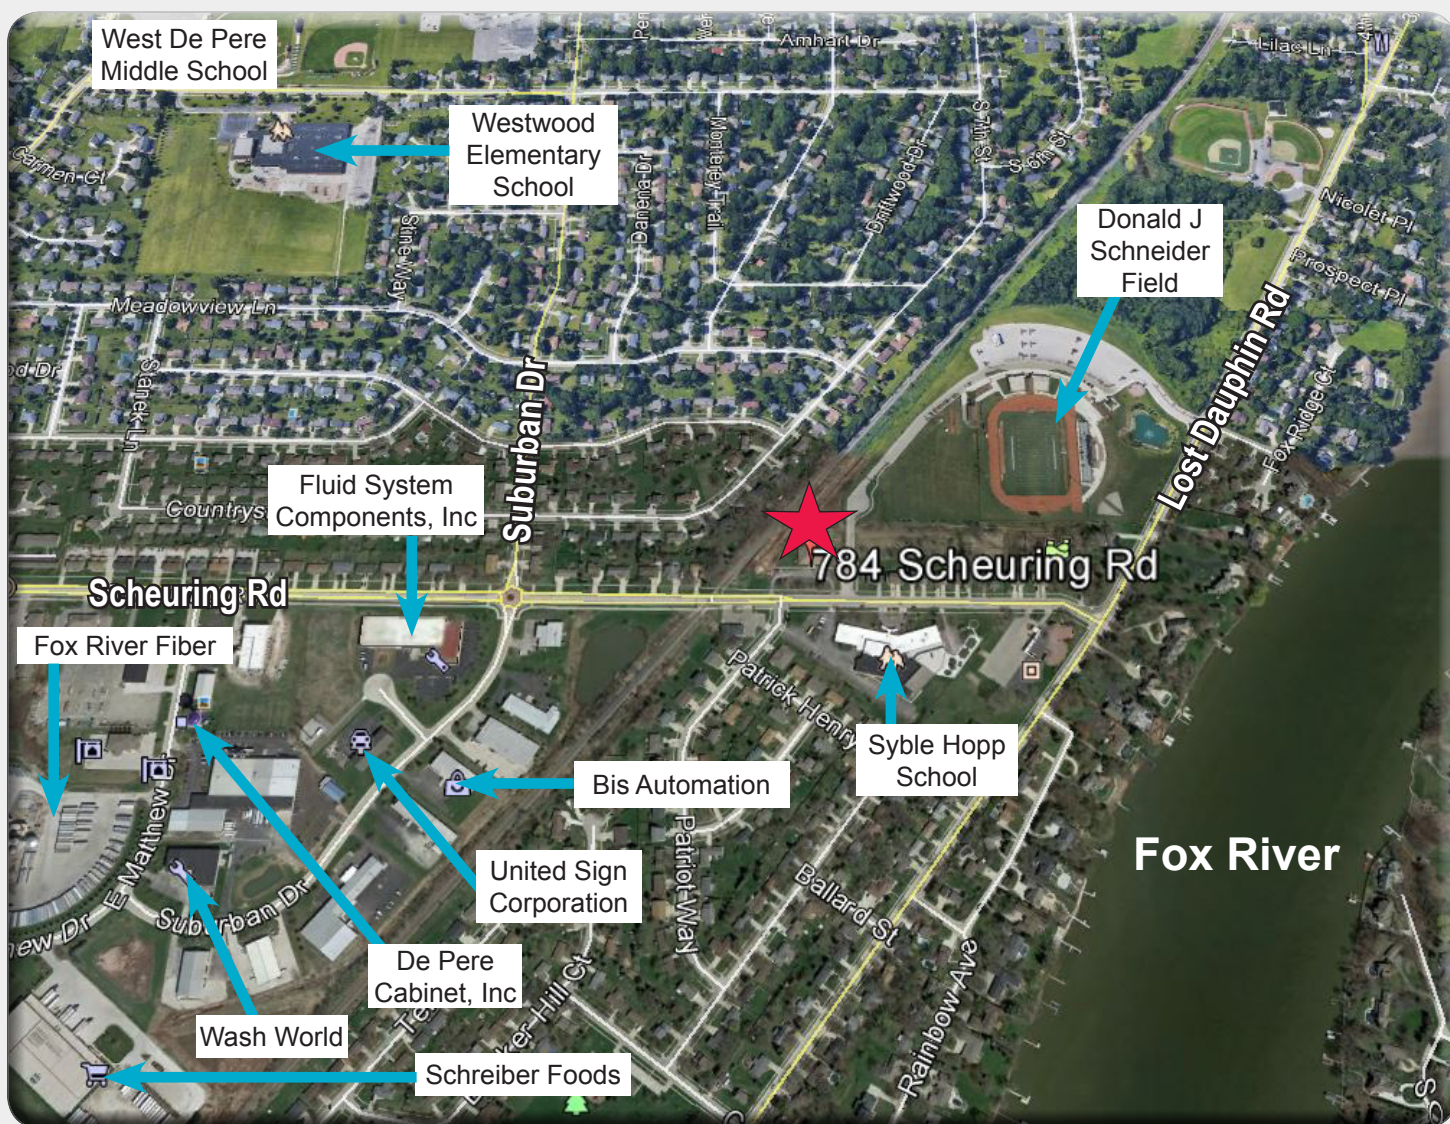 West De Pere
Middle School
Amhart Dr
Lilac Ln
Westwood
Elementary
School
Carmen Ct
Monterey Trail
S 7th St
S 6th St
Driftwood Dr
Danena Dr
Stine Way
Nicolet Pl
Prospect Pl
Donald J
Schneider
Field
Meadowview Ln
Stanek Ln
Suburban Dr
Lost Dauphin Rd
Fox Ridge Ct
Fluid System
Components, Inc
784 Scheuring Rd
Scheuring Rd
Fox River Fiber
Patrick Henry
Syble Hopp
School
Bis Automation
E Matthew Dr
United Sign
Corporation
Patriot Way
Ballard St
Fox River
Suburban Dr
De Pere
Cabinet, Inc
Rainbow Ave
Wash World
Schreiber Foods